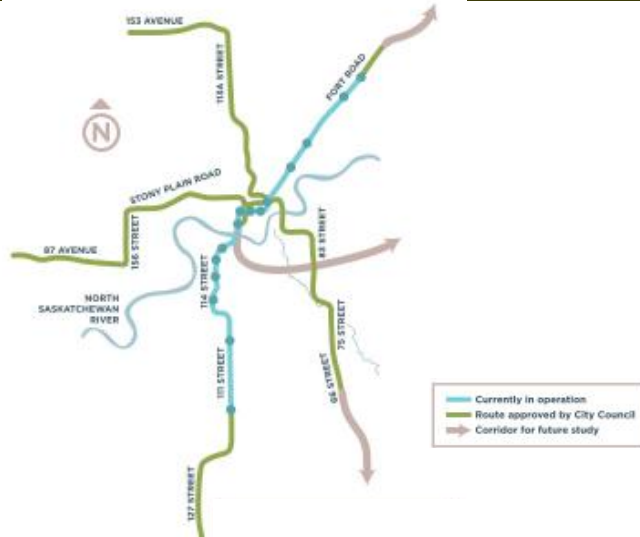 153 AVENUE
113A STREET
FORT ROAD
N
STONY PLAIN ROAD
156 STREET
87 AVENUE
83 STREET
114 STREET
NORTH
SASKATCHEWAN
RIVER
75 STREET
111 STREET
66 STREET
127 STREET
Currently in operation
Route approved by City Council
Corridor for future study